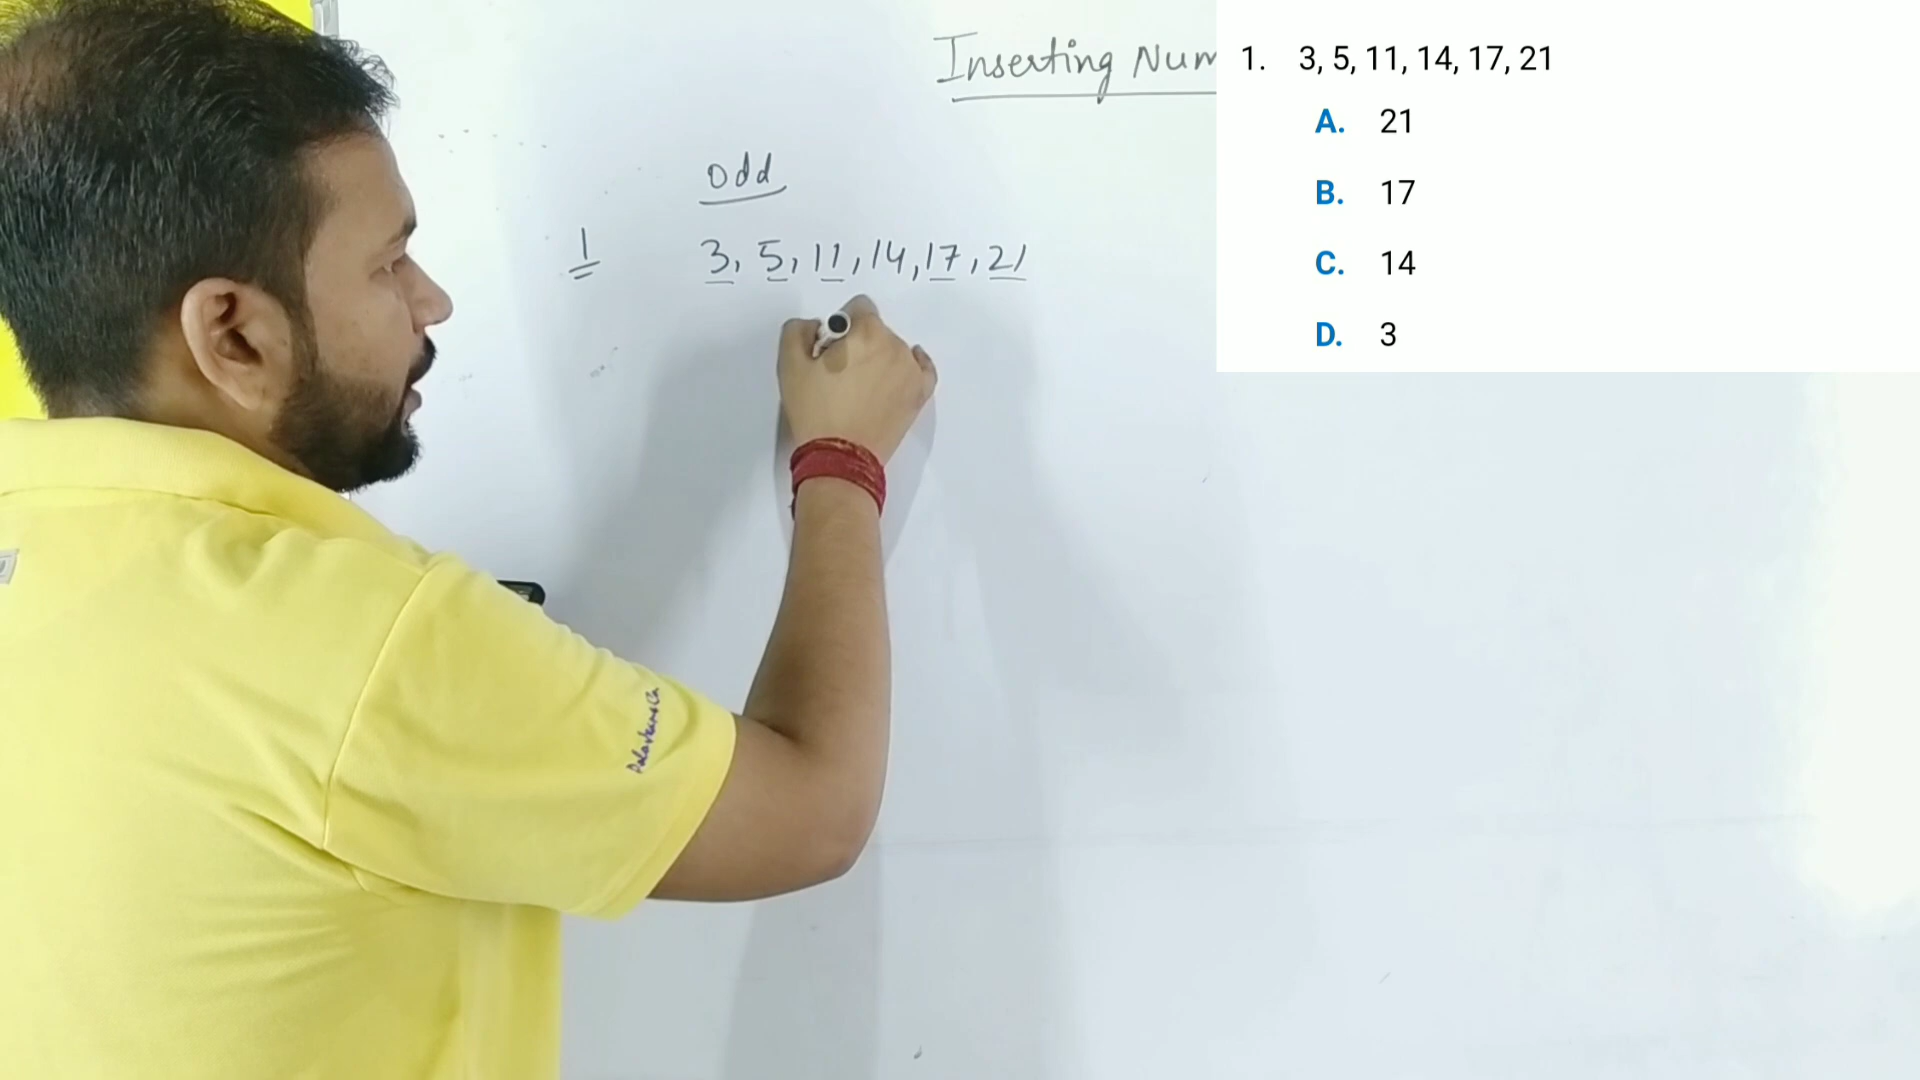 Inserting Num
odd
1 3, 5, 11, 14, 17, 21
1. 3, 5, 11, 14, 17, 21
A. 21
B. 17
C. 14
D. 3